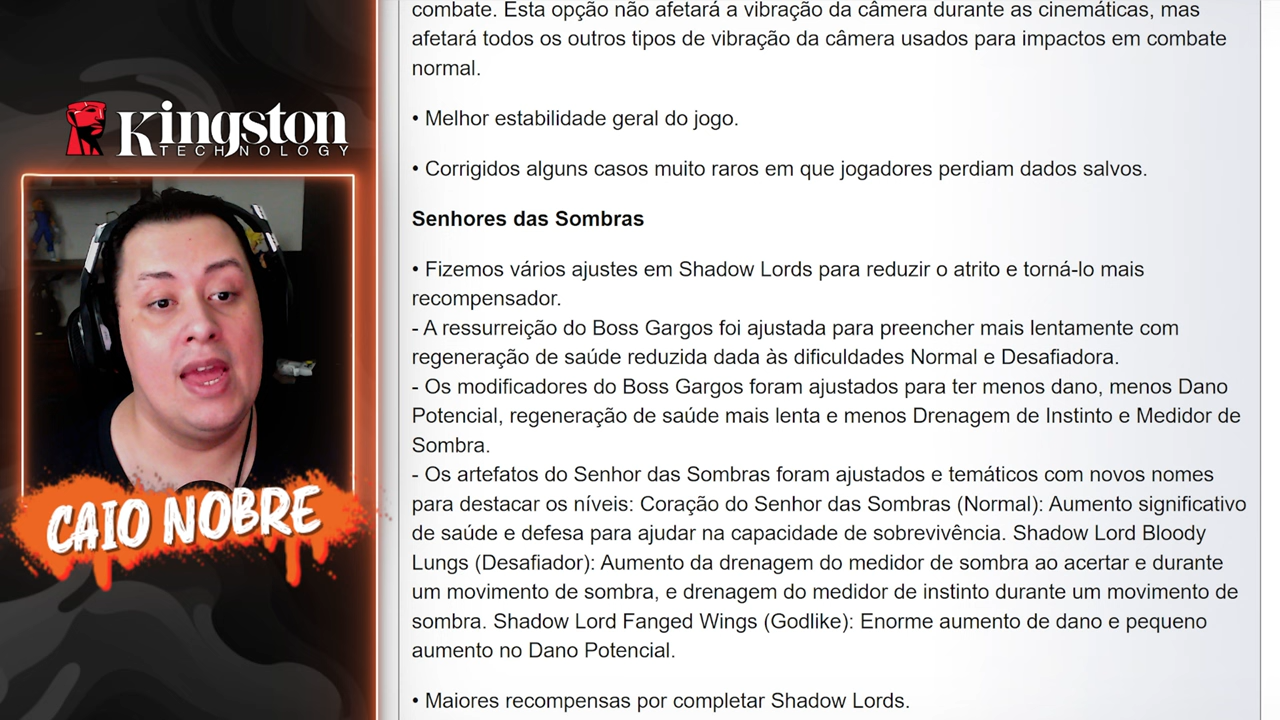 Kingston
TECHNOLOGY
CAIO NOBRE
combate. Esta opção não afetará a vibração da câmera durante as cinemáticas, mas
afetará todos os outros tipos de vibração da câmera usados para impactos em combate
normal.
• Melhor estabilidade geral do jogo.
• Corrigidos alguns casos muito raros em que jogadores perdiam dados salvos.
Senhores das Sombras
• Fizemos vários ajustes em Shadow Lords para reduzir o atrito e torná-lo mais
recompensador.
- A ressurreição do Boss Gargos foi ajustada para preencher mais lentamente com
regeneração de saúde reduzida dada às dificuldades Normal e Desafiadora.
- Os modificadores do Boss Gargos foram ajustados para ter menos dano, menos Dano
Potencial, regeneração de saúde mais lenta e menos Drenagem de Instinto e Medidor de
Sombra.
- Os artefatos do Senhor das Sombras foram ajustados e temáticos com novos nomes
para destacar os níveis: Coração do Senhor das Sombras (Normal): Aumento significativo
de saúde e defesa para ajudar na capacidade de sobrevivência. Shadow Lord Bloody
Lungs (Desafiador): Aumento da drenagem do medidor de sombra ao acertar e durante
um movimento de sombra, e drenagem do medidor de instinto durante um movimento de
sombra. Shadow Lord Fanged Wings (Godlike): Enorme aumento de dano e pequeno
aumento no Dano Potencial.
• Maiores recompensas por completar Shadow Lords.